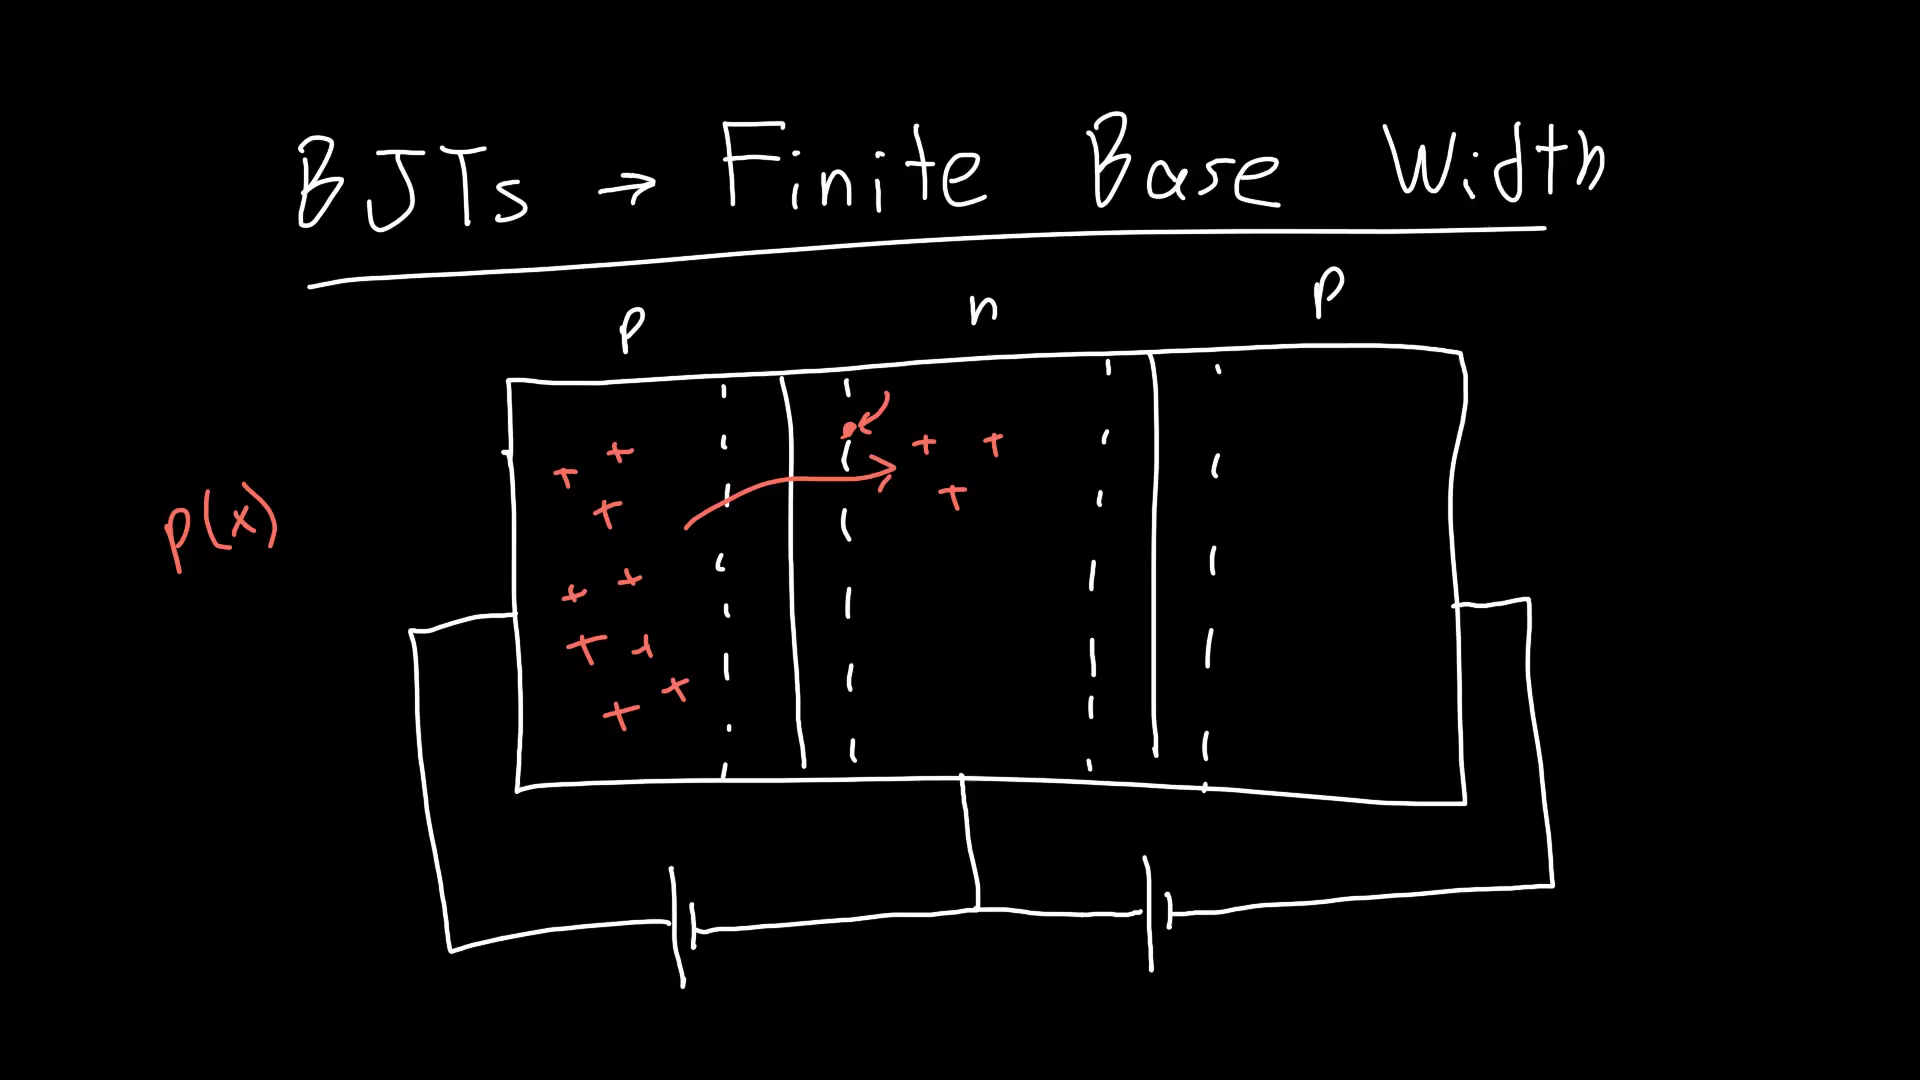 BJTs → Finite Base Width
p n p
p(x)